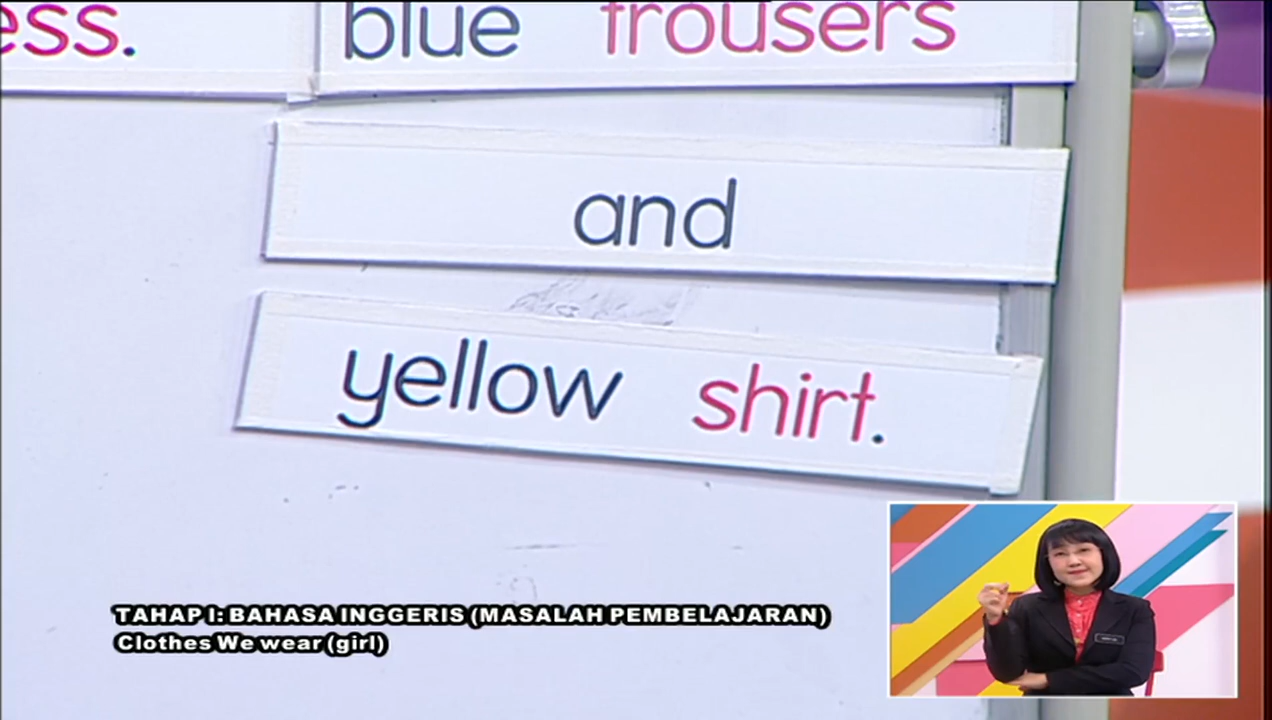 ess.
blue trousers
and
yellow shirt.
TAHAP I: BAHASA INGGERIS (MASALAH PEMBELAJARAN)
Clothes We wear (girl)